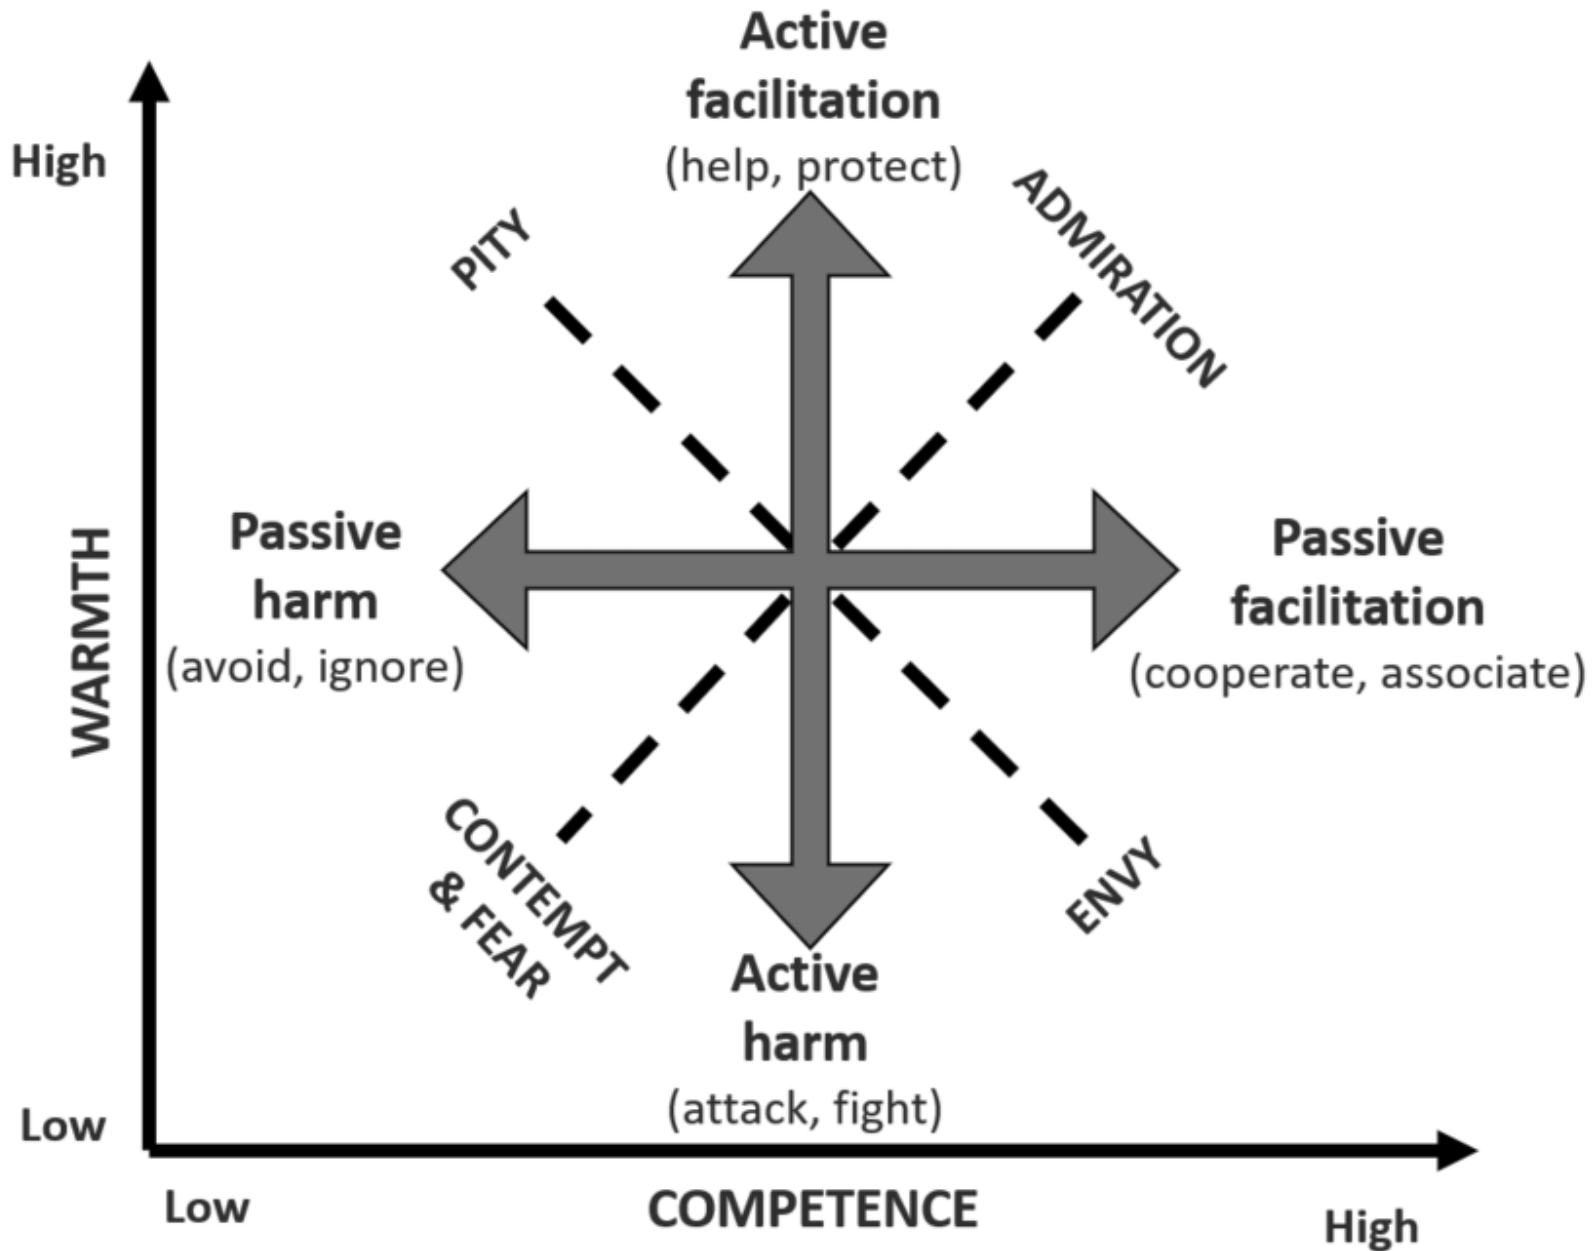 Active
facilitation
(help, protect)
High
PITY
ADMIRATION
WARMTH
Passive
harm
(avoid, ignore)
Passive
facilitation
(cooperate, associate)
CONTEMPT
& FEAR
ENVY
Active
harm
(attack, fight)
Low
Low
COMPETENCE
High